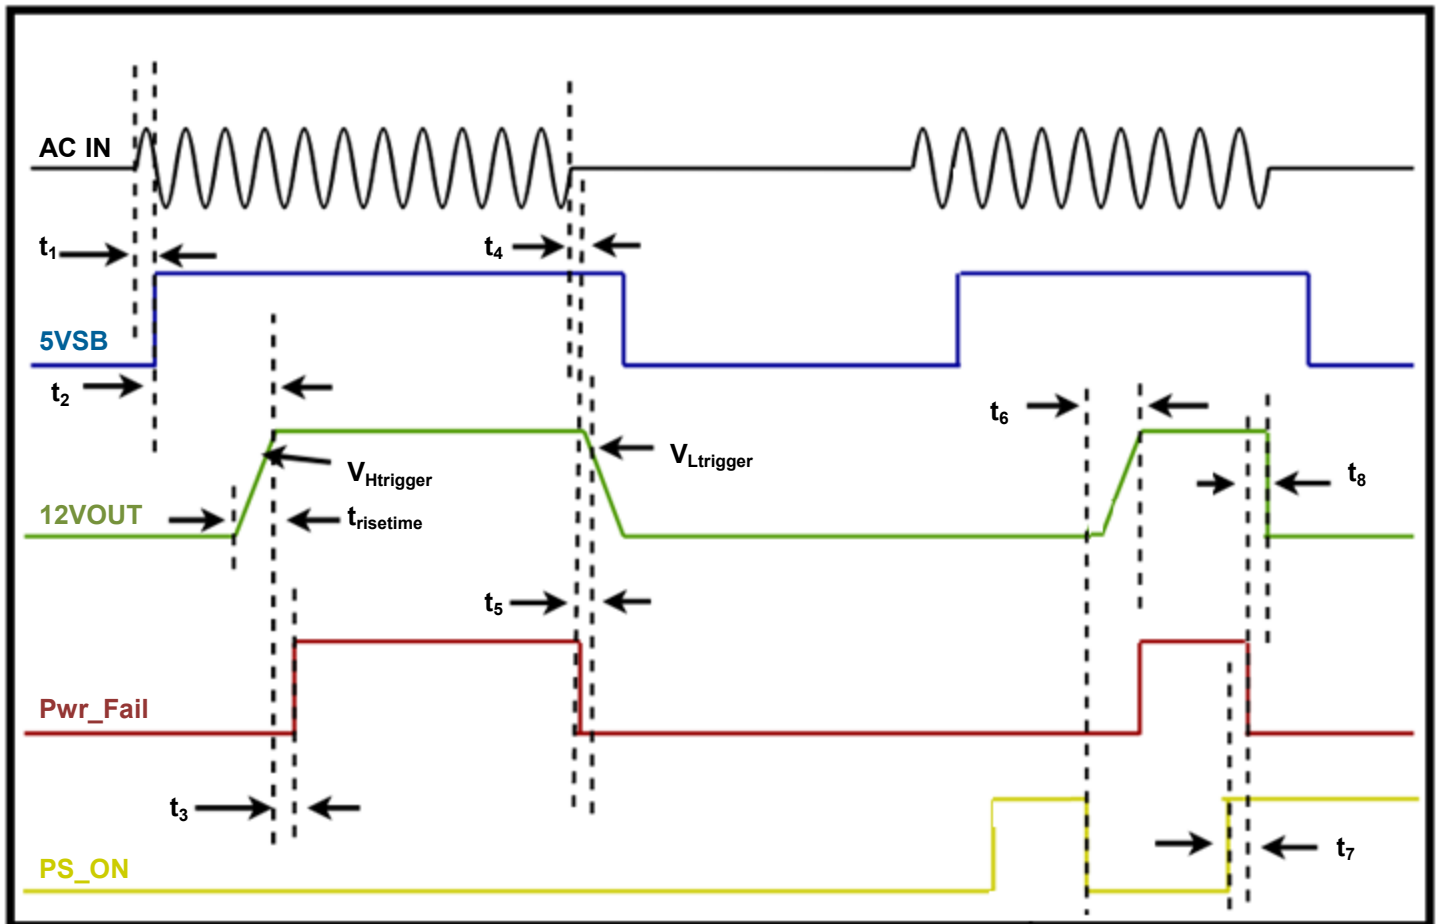 AC IN
t1
t4
5VSB
t2
t6
VHtrigger
VLtrigger
t8
12VOUT
trisetime
t5
Pwr_Fail
t3
t7
PS_ON